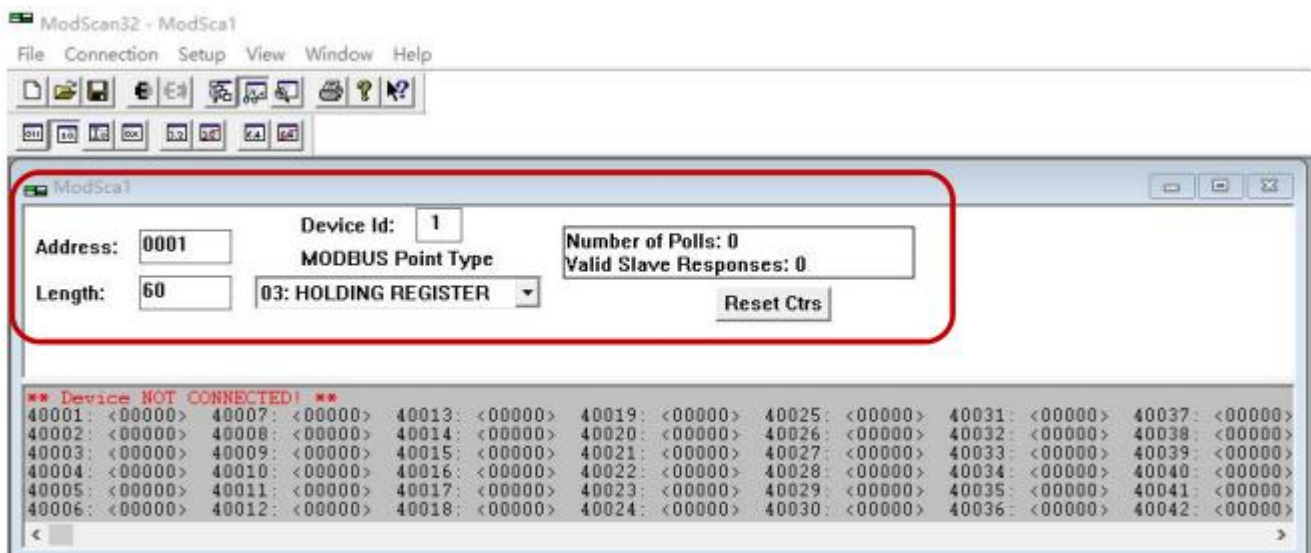 ModScan32 - ModSca1
File Connection Setup View Window Help
ModSca1
Address: 0001
Device Id: 1
MODBUS Point Type
Length: 60
03: HOLDING REGISTER
Number of Polls: 0
Valid Slave Responses: 0
Reset Ctrs
** Device NOT CONNECTED! **
40001: <00000> 40007: <00000> 40013: <00000> 40019: <00000> 40025: <00000> 40031: <00000> 40037: <00000>
40002: <00000> 40008: <00000> 40014: <00000> 40020: <00000> 40026: <00000> 40032: <00000> 40038: <00000>
40003: <00000> 40009: <00000> 40015: <00000> 40021: <00000> 40027: <00000> 40033: <00000> 40039: <00000>
40004: <00000> 40010: <00000> 40016: <00000> 40022: <00000> 40028: <00000> 40034: <00000> 40040: <00000>
40005: <00000> 40011: <00000> 40017: <00000> 40023: <00000> 40029: <00000> 40035: <00000> 40041: <00000>
40006: <00000> 40012: <00000> 40018: <00000> 40024: <00000> 40030: <00000> 40036: <00000> 40042: <00000>